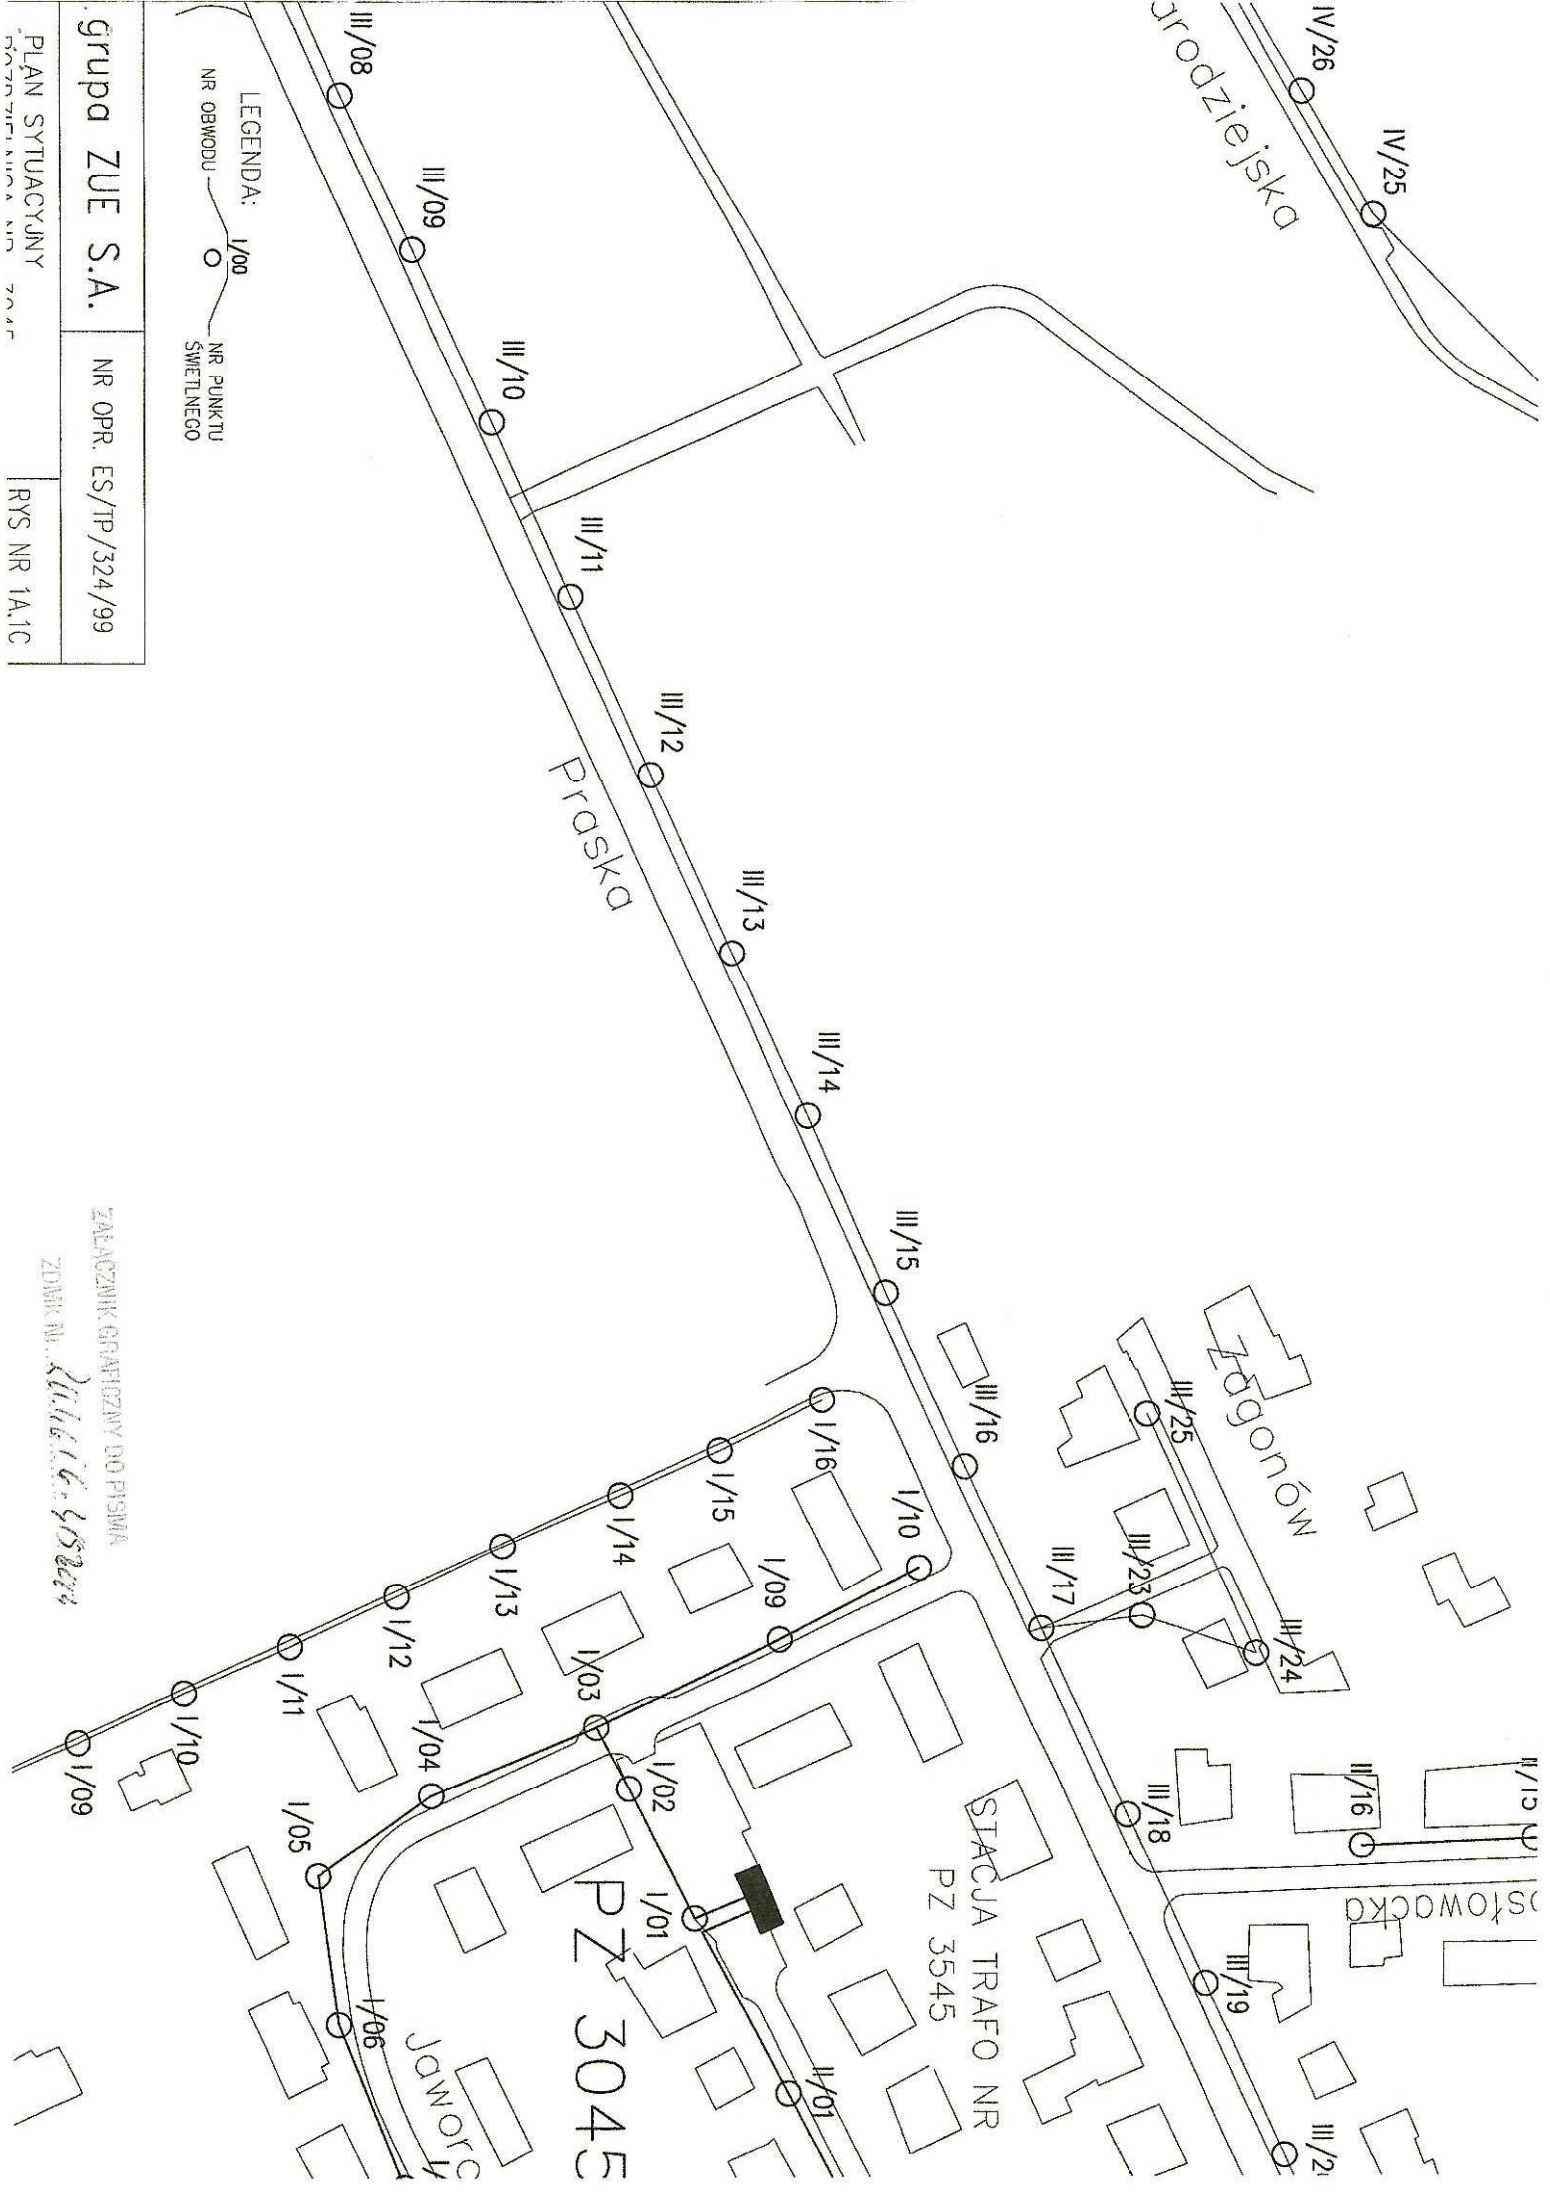 IV/26
IV/25
III/08
III/09
III/10
III/11
III/12
III/13
III/14
III/15
III/16
III/17
III/18
III/19
III/23
III/24
III/25
Praska
Zagonów
II/16
I/16
I/15
I/14
I/13
I/12
I/11
I/10
I/09
I/10
I/09
I/03
I/04
I/05
I/06
I/02
I/01
II/01
STACJA TRAFO NR
PZ 3545
PZ 3045
LEGENDA:
NR OBWODU
I/00
NR PUNKTU
ŚWIETLNEGO
grupa ZUE S.A.
NR OPR. ES/TP/324/99
PLAN SYTUACYJNY
RYS NR 1A.1C
ZAŁĄCZNIK GRAFICZNY DO PISMA